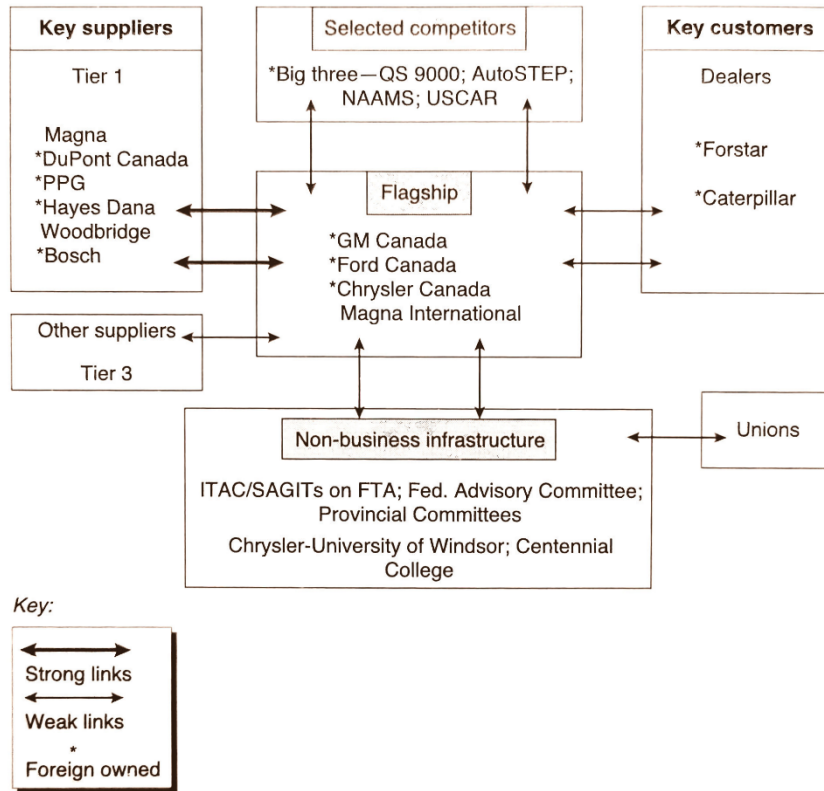 Key suppliers
Tier 1
Magna
*DuPont Canada
*PPG
*Hayes Dana
Woodbridge
*Bosch
Other suppliers
Tier 3
Selected competitors
*Big three—QS 9000; AutoSTEP;
NAAMS; USCAR
Flagship
*GM Canada
*Ford Canada
*Chrysler Canada
Magna International
Key customers
Dealers
*Forstar
*Caterpillar
Non-business infrastructure
ITAC/SAGITs on FTA; Fed. Advisory Committee;
Provincial Committees
Chrysler-University of Windsor; Centennial
College
Unions
Key:
Strong links
Weak links
*
Foreign owned